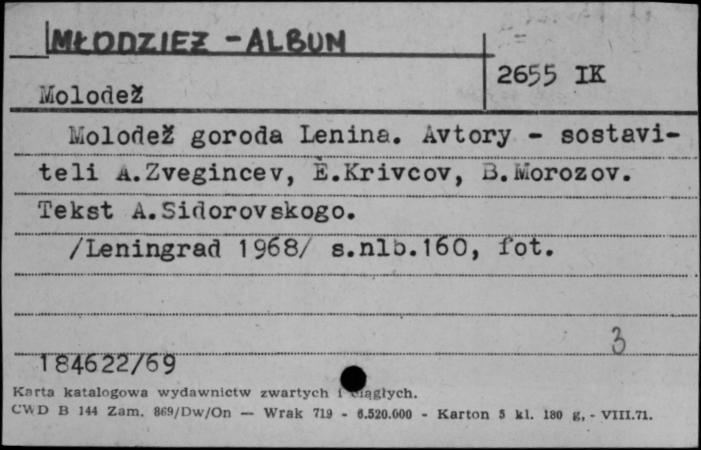 MŁODZIEŻ - ALBUM
2655 IK
Molodež
Molodež goroda Lenina. Avtory - sostavi-
teli A.Zvegincev, Ė.Krivcov, B.Morozov.
Tekst A.Sidorovskogo.
/Leningrad 1968/ s.nlb.160, fot.
3
184622/69
Karta katalogowa wydawnictw zwartych i ciągłych.
CWD B 144 Zam. 869/Dw/On — Wrak 719 - 6.520.000 - Karton 5 kl. 180 g, - VIII.71.